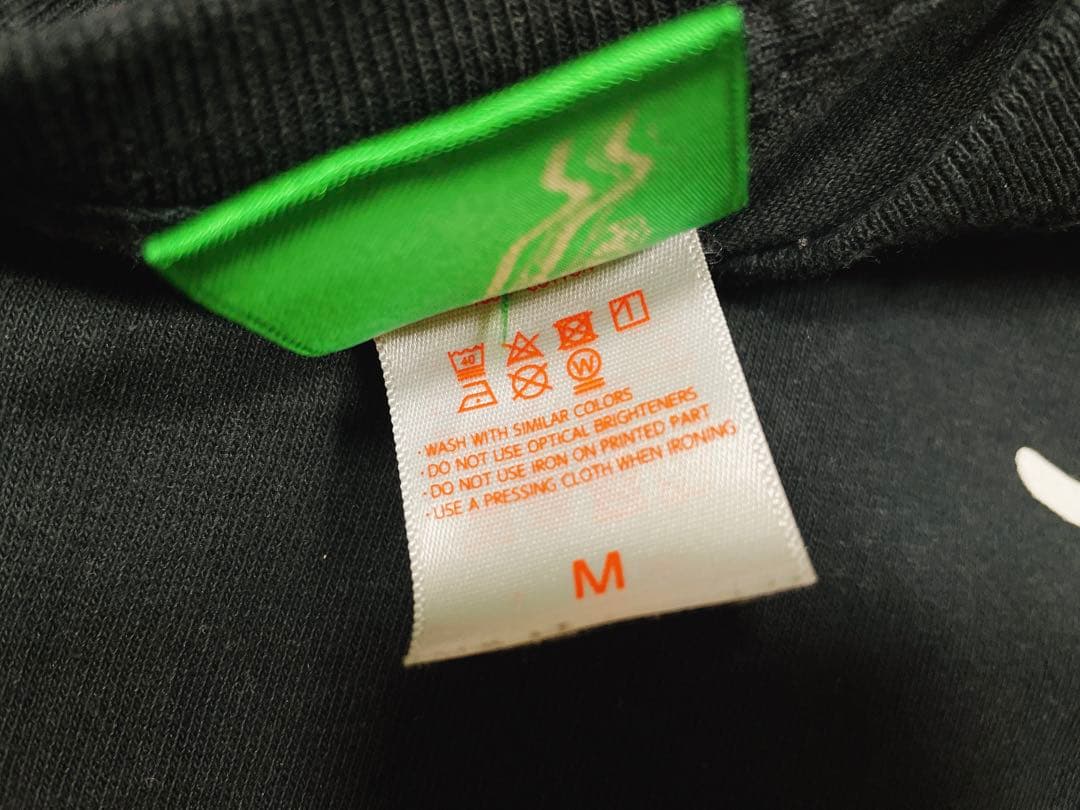 40
W
· WASH WITH SIMILAR COLORS
· DO NOT USE OPTICAL BRIGHTENERS
· DO NOT USE IRON ON PRINTED PART
· USE A PRESSING CLOTH WHEN IRONING
M